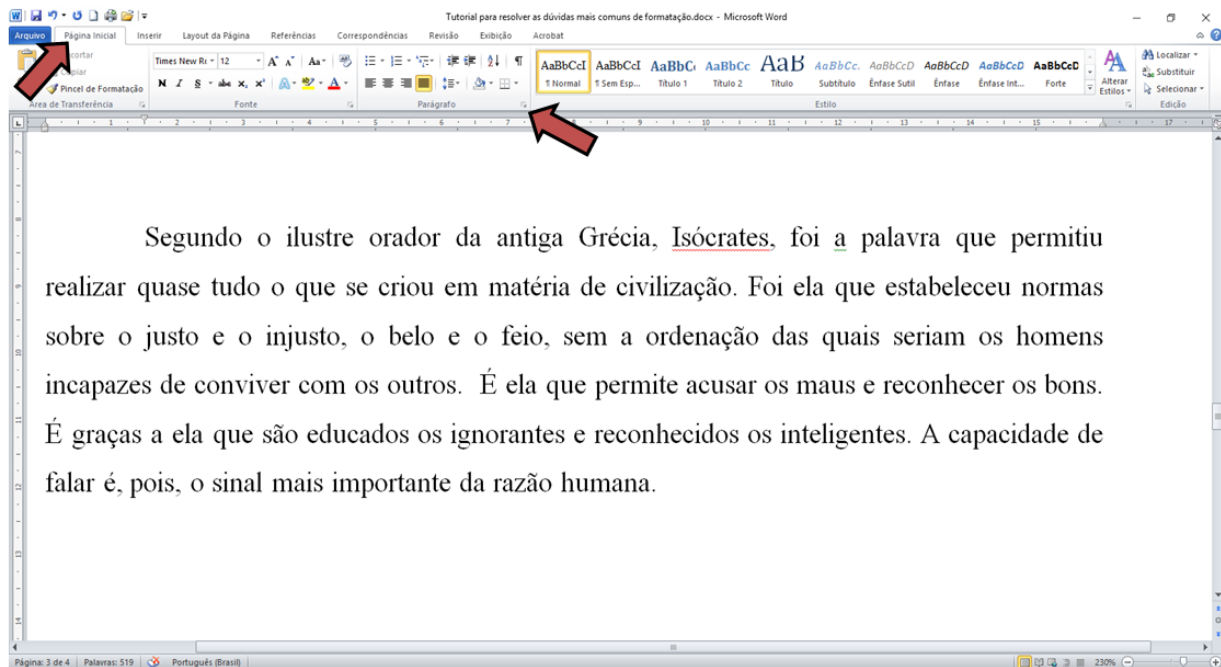 Tutorial para resolver as dúvidas mais comuns de formatação.docx - Microsoft Word
Arquivo Página Inicial Inserir Layout da Página Referências Correspondências Revisão Exibição Acrobat
Times New Rc 12
Pincel de Formatação
Área de Transferência Fonte Parágrafo Estilo Edição
AaBbCcI AaBbCcI AaBbC AaBbCc AaB AaBbCc. AaBbCcD AaBbCcD AaBbCcD AaBbCcD
¶ Normal ¶ Sem Esp... Título 1 Título 2 Título Subtítulo Ênfase Sutil Ênfase Ênfase Int... Forte
Alterar Estilos
Localizar
Substituir
Selecionar
Segundo o ilustre orador da antiga Grécia, Isócrates, foi a palavra que permitiu
realizar quase tudo o que se criou em matéria de civilização. Foi ela que estabeleceu normas
sobre o justo e o injusto, o belo e o feio, sem a ordenação das quais seriam os homens
incapazes de conviver com os outros.  É ela que permite acusar os maus e reconhecer os bons.
É graças a ela que são educados os ignorantes e reconhecidos os inteligentes. A capacidade de
falar é, pois, o sinal mais importante da razão humana.
Página: 3 de 4 Palavras: 519 Português (Brasil) 230%